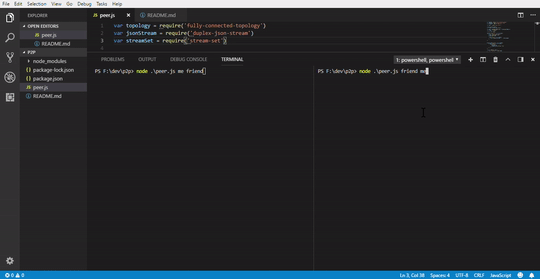 File Edit Selection View Go Debug Tasks Help
EXPLORER
OPEN EDITORS
peer.js
README.md
P2P
node_modules
{} package-lock.json
{} package.json
peer.js
README.md
peer.js
README.md
1 var topology = require('fully-connected-topology')
2 var jsonStream = require('duplex-json-stream')
3 var streamSet = require('stream-set')
4
PROBLEMS OUTPUT DEBUG CONSOLE TERMINAL
1: powershell, powershell
PS F:\dev\p2p> node .\peer.js me friend
PS F:\dev\p2p> node .\peer.js friend me
0 0
Ln 3, Col 38 Spaces: 4 UTF-8 CRLF JavaScript